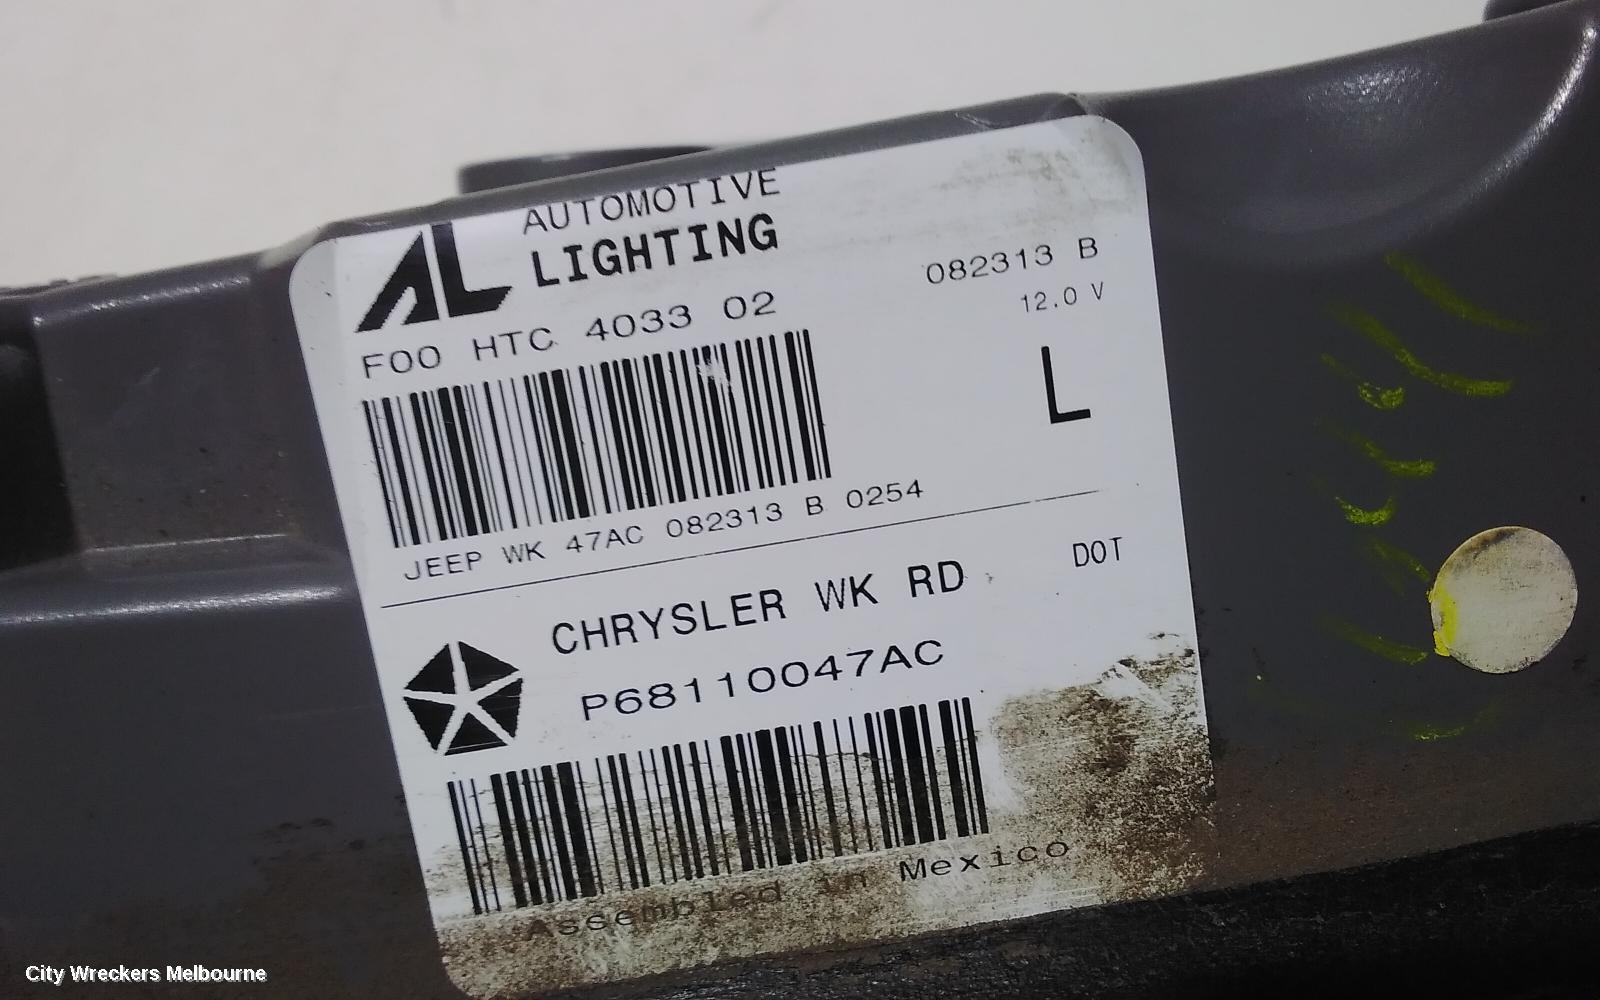 AL AUTOMOTIVE
LIGHTING
F00 HTC 4033 02
082313 B
12.0 V
L
JEEP WK 47AC 082313 B 0254
CHRYSLER WK RD
DOT
P68110047AC
Assembled in Mexico
City Wreckers Melbourne